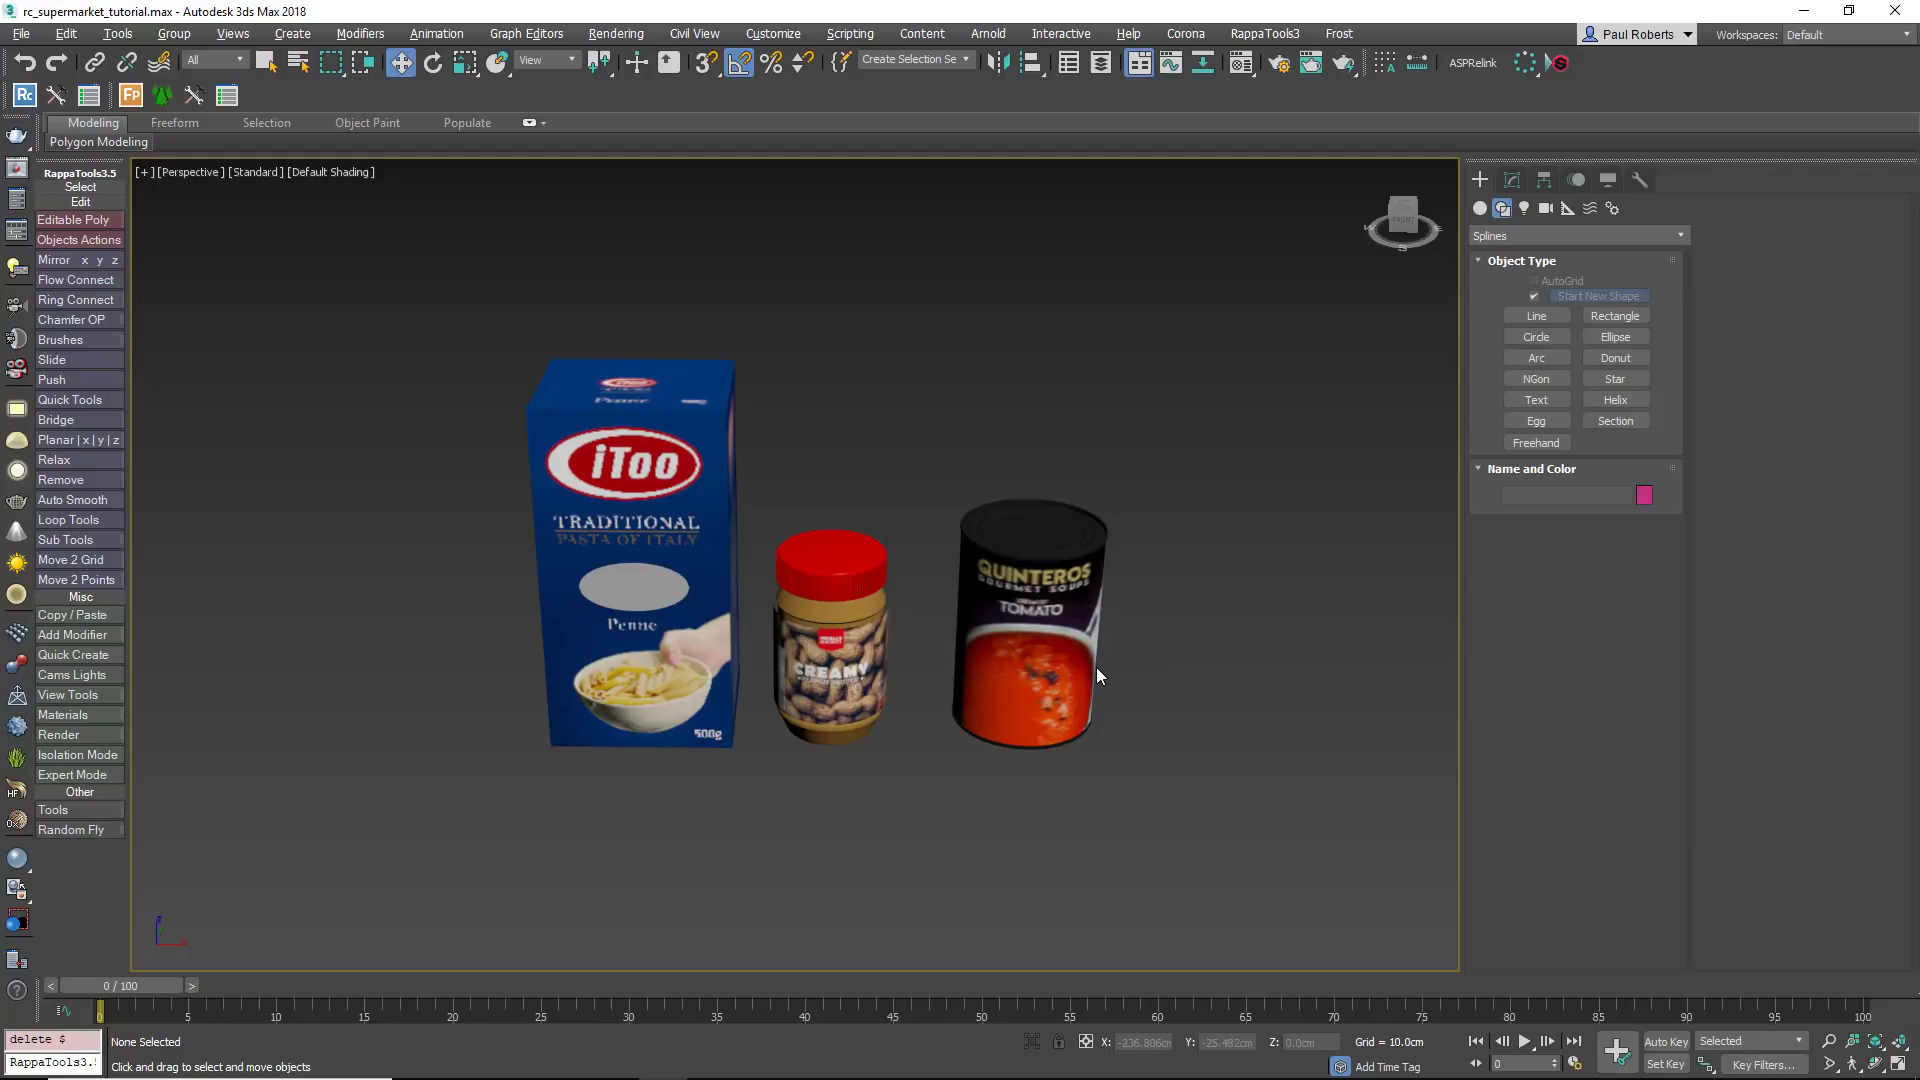 rc_supermarket_tutorial.max - Autodesk 3ds Max 2018
File Edit Tools Group Views Create Modifiers Animation Graph Editors Rendering Civil View Customize Scripting Content Arnold Interactive Help Corona RappaTools3 Frost Paul Roberts Workspaces: Default
All View Create Selection Se ASPRelink
Rc Fp
Modeling Freeform Selection Object Paint Populate
Polygon Modeling
RappaTools3.5
Select
Edit
Editable Poly
Objects Actions
Mirror x y z
Flow Connect
Ring Connect
Chamfer OP
Brushes
Slide
Push
Quick Tools
Bridge
Planar | x | y | z
Relax
Remove
Auto Smooth
Loop Tools
Sub Tools
Move 2 Grid
Move 2 Points
Misc
Copy / Paste
Add Modifier
Quick Create
Cams Lights
View Tools
Materials
Render
Isolation Mode
Expert Mode
Other
Tools
Random Fly
[+] [Perspective] [Standard] [Default Shading]
FRONT
S
iToo
Penne
iToo
TRADITIONAL
PASTA OF ITALY
Penne
500g
CREAMY
QUINTEROS
GOURMET SOUPS
TOMATO
Splines
Object Type
AutoGrid
Start New Shape
Line Rectangle
Circle Ellipse
Arc Donut
NGon Star
Text Helix
Egg Section
Freehand
Name and Color
z
< 0 / 100 >
0 5 10 15 20 25 30 35 40 45 50 55 60 65 70 75 80 85 90 95 100
delete $
RappaTools3.
None Selected
Click and drag to select and move objects
X: -236.806cm Y: -25.482cm Z: 0.0cm Grid = 10.0cm
Add Time Tag
0
Auto Key Selected
Set Key Key Filters...